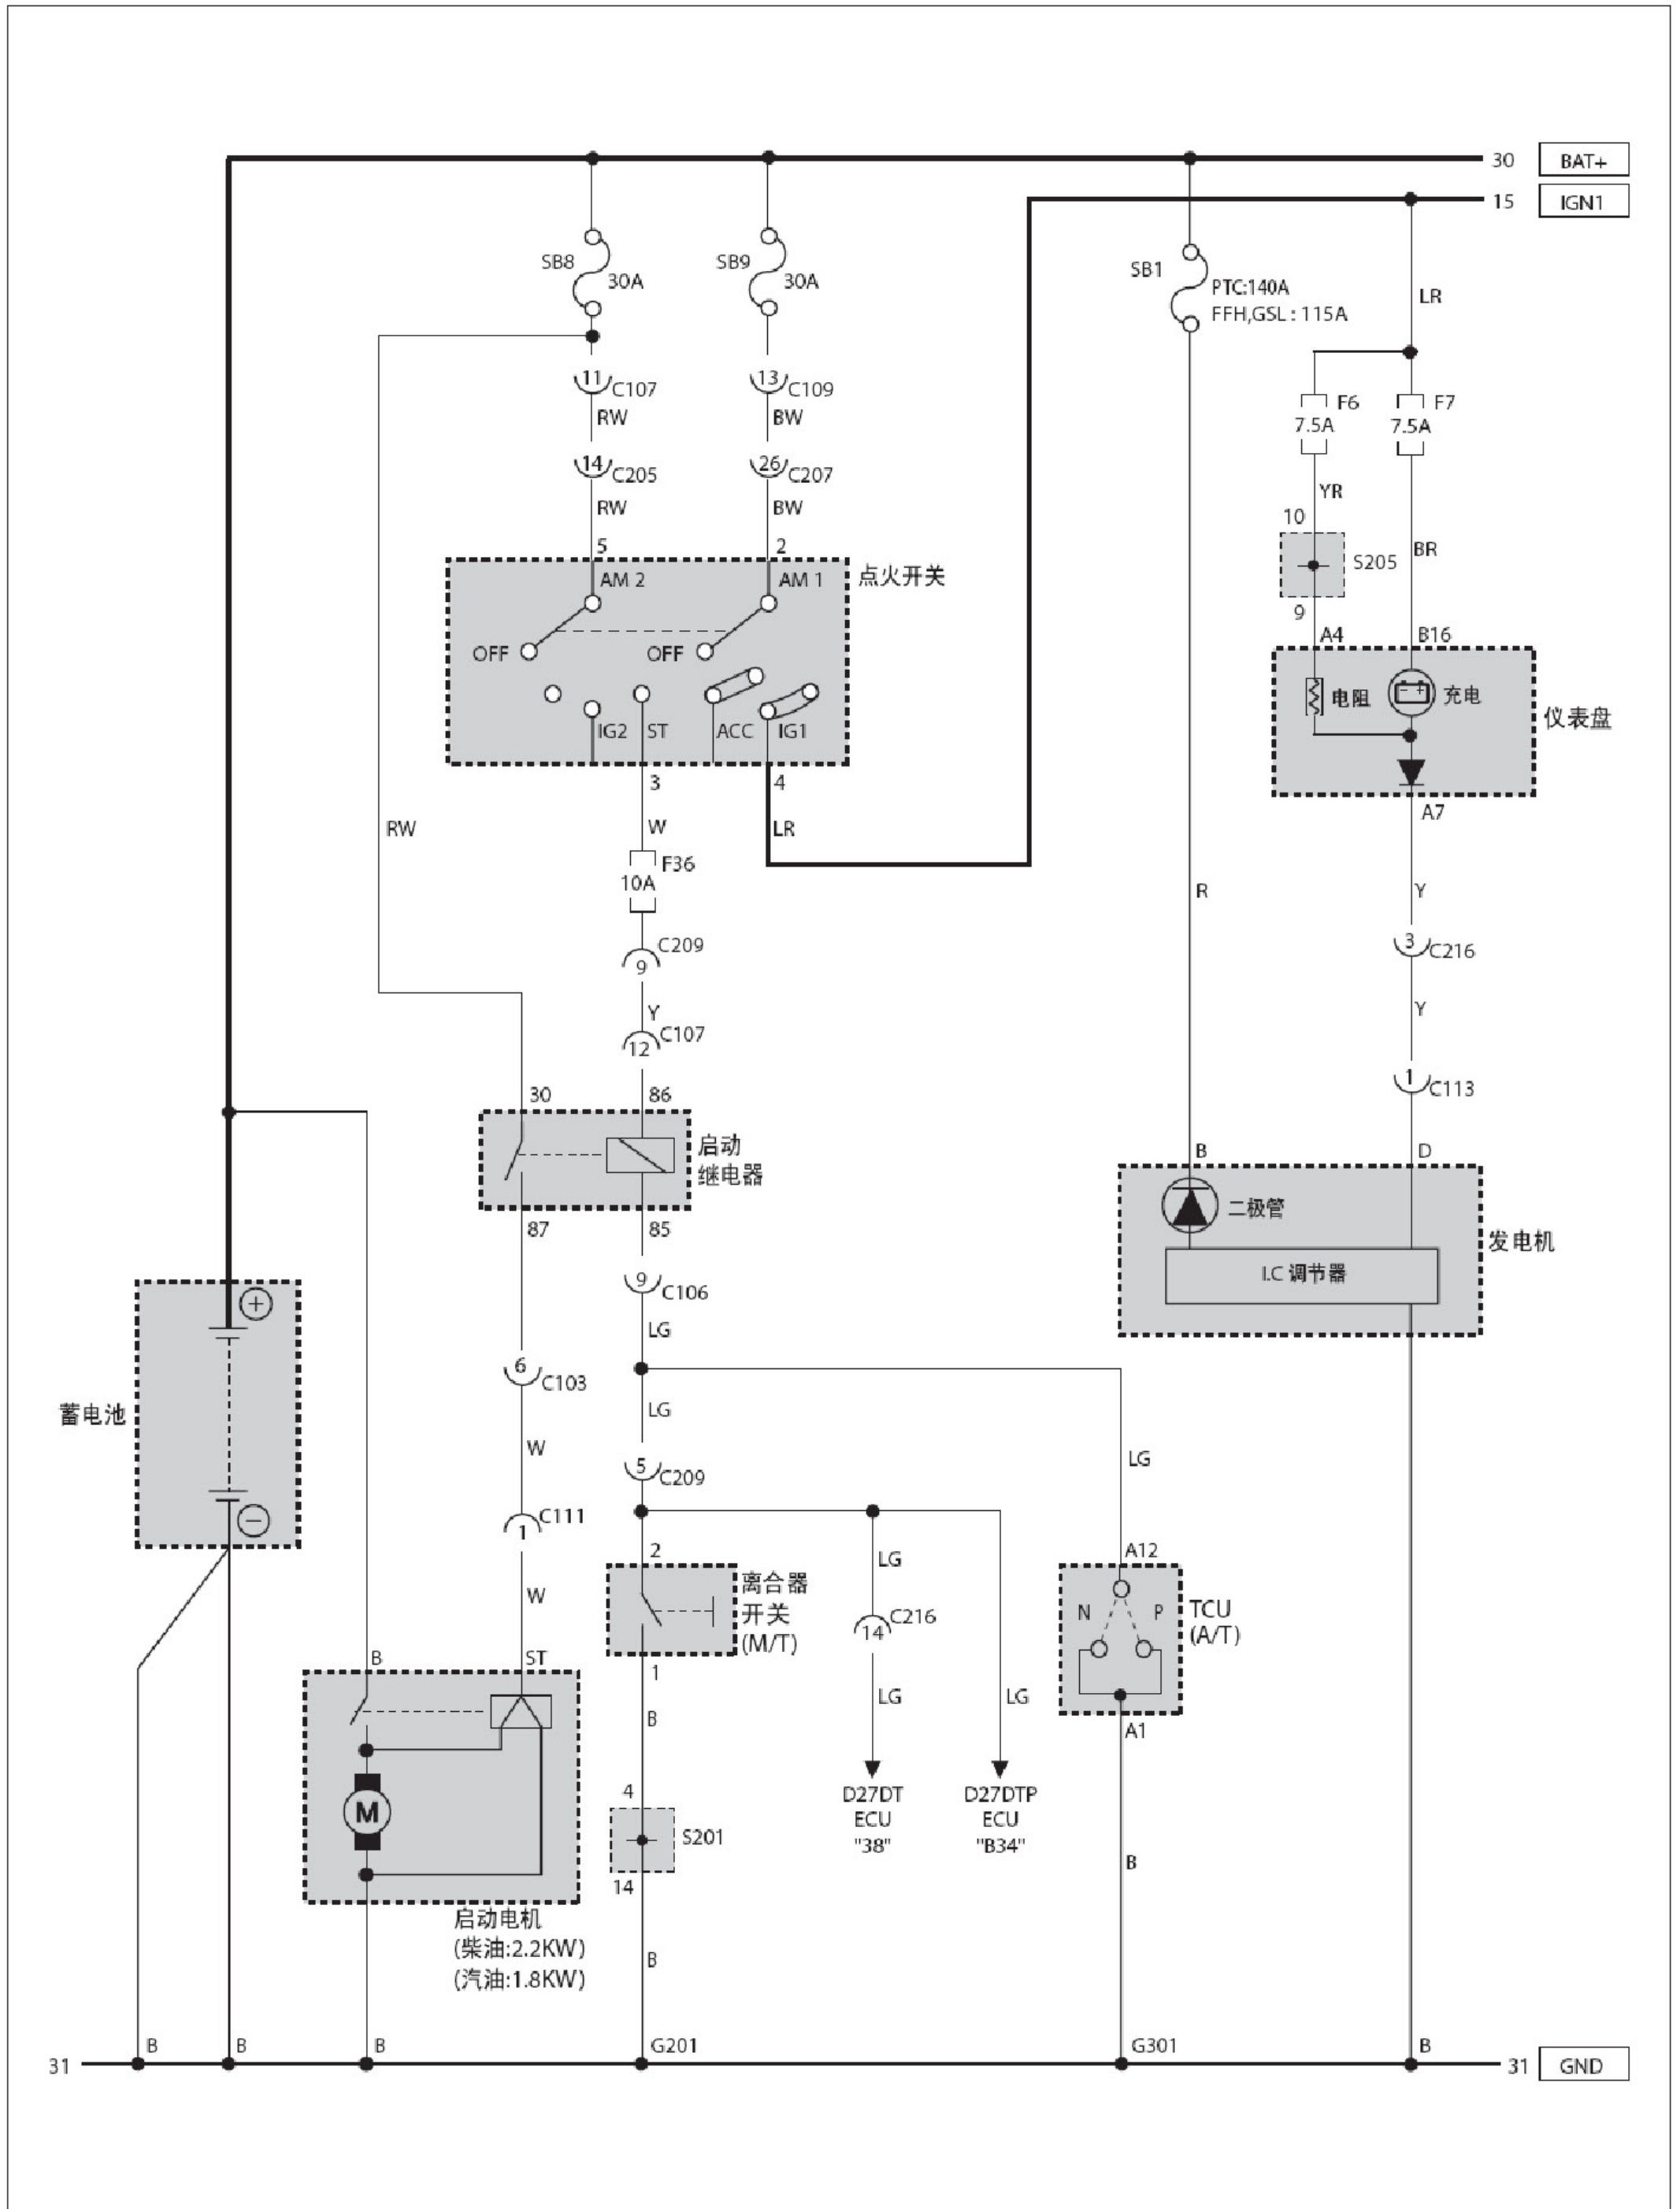 30 BAT+
15 IGN1
SB8
30A
SB9
30A
SB1
PTC:140A
FFH,GSL : 115A
LR
11 C107
13 C109
F6
7.5A
F7
7.5A
RW
BW
14 C205
26 C207
RW
BW
YR
10
S205
BR
9
5
2
点火开关
AM 2
AM 1
OFF
OFF
IG2
ST
ACC
IG1
A4
B16
电阻
充电
仪表盘
A7
3
4
RW
W
LR
F36
10A
R
Y
C209
9
3 C216
Y
Y
C107
12
1 C113
30
86
启动
继电器
87
85
B
D
二极管
发电机
I.C 调节器
9 C106
LG
6 C103
LG
蓄电池
+
−
W
LG
5 C209
C111
1
2
LG
A12
离合器
开关
(M/T)
W
C216
14
N
P
TCU
(A/T)
B
ST
1
B
LG
LG
A1
M
4
S201
14
D27DT
ECU
"38"
D27DTP
ECU
"B34"
B
启动电机
(柴油:2.2KW)
(汽油:1.8KW)
B
31
B
B
B
G201
G301
B
31 GND